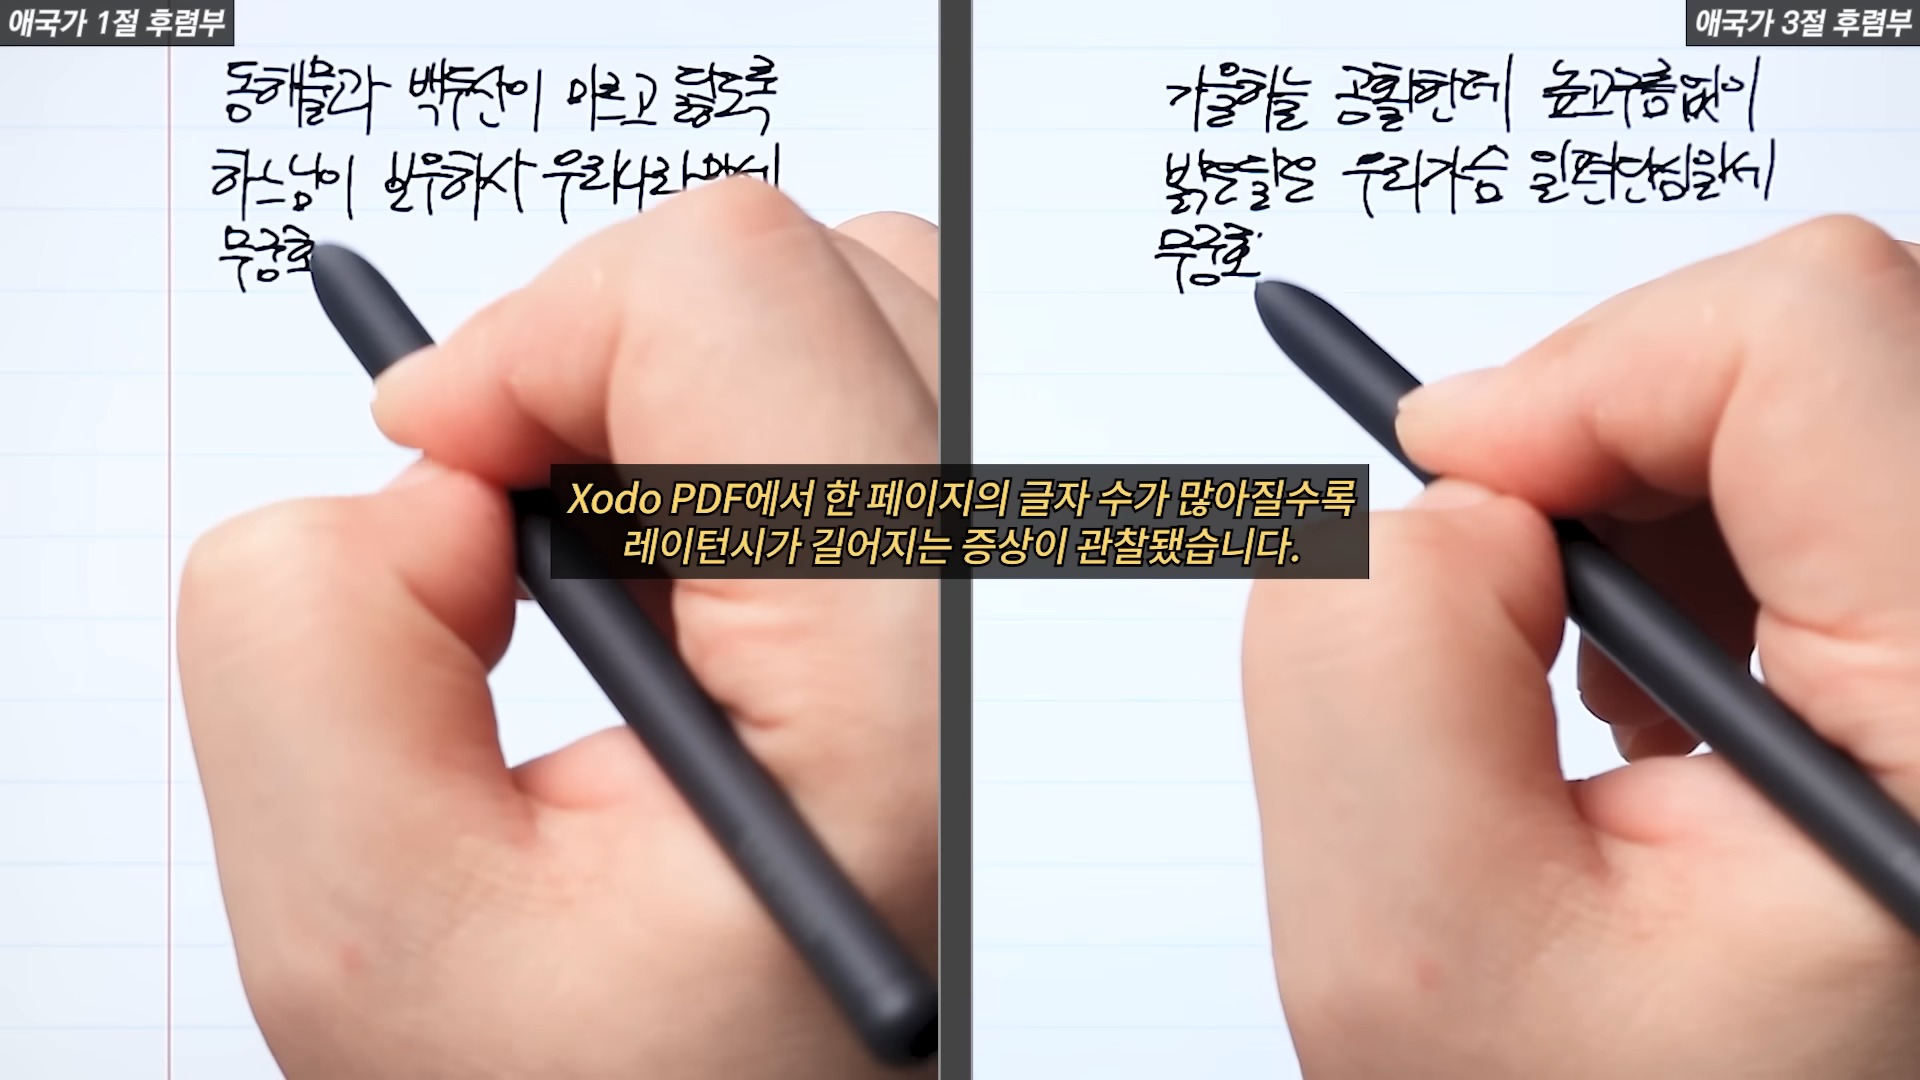 애국가 1절 후렴부
동해물과 백두산이 마르고 닳도록
하느님이 보우하사 우리나라
무궁
애국가 3절 후렴부
가을하늘 공활한데 높고구름없이
밝은달은 우리가슴 일편단심일세
무궁호
Xodo PDF에서 한 페이지의 글자 수가 많아질수록
레이턴시가 길어지는 증상이 관찰됐습니다.